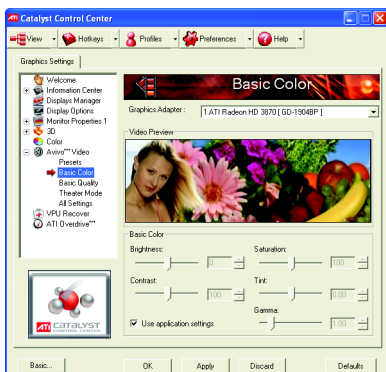 ATI Catalyst Control Center
View
Hotkeys
Profiles
Preferences
Help
Graphics Settings
Welcome
Information Center
Displays Manager
Display Options
Monitor Properties 1
3D
Color
Avivo™ Video
Presets
Basic Color
Basic Quality
Theater Mode
All Settings
VPU Recover
ATI Overdrive™
ATI CATALYST
CONTROL CENTER
Basic Color
Graphics Adapter :
1.ATI Radeon HD 3870 [ GD-1904BP ]
Video Preview
Basic Color
Brightness:
0
Saturation:
100
Contrast:
100
Tint:
0.00
Gamma:
1.00
Use application settings
Basic...
OK
Apply
Discard
Defaults